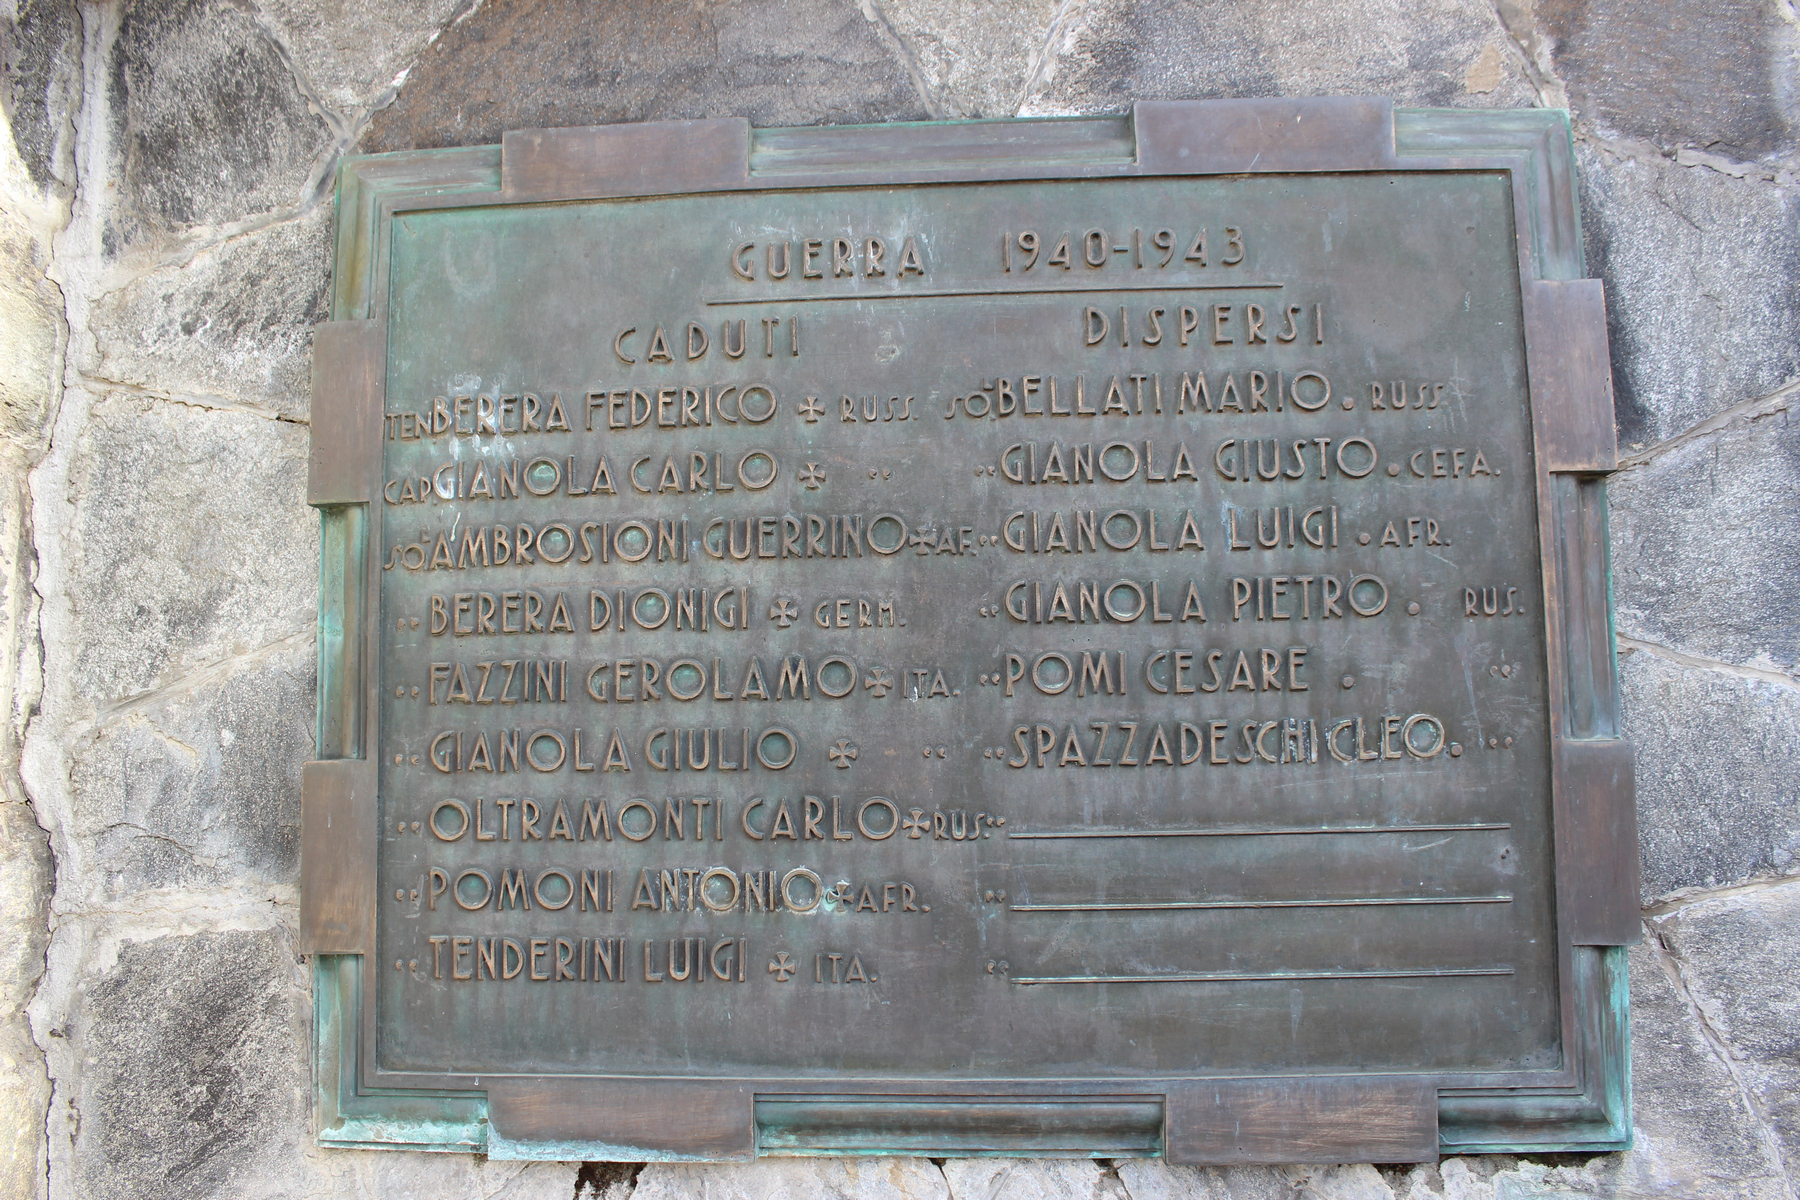 GUERRA 1940-1943
CADUTI
TEN BERERA FEDERICO ✠ RUSS.
CAP GIANOLA CARLO ✠ "
SOL AMBROSIONI GUERRINO ✠ AF.
" BERERA DIONIGI ✠ GERM.
" FAZZINI GEROLAMO ✠ ITA.
" GIANOLA GIULIO ✠ "
" OLTRAMONTI CARLO ✠ RUS.
" POMONI ANTONIO ✠ AFR.
" TENDERINI LUIGI ✠ ITA.
DISPERSI
SOL BELLATI MARIO . RUSS.
" GIANOLA GIUSTO . CEFA.
" GIANOLA LUIGI . AFR.
" GIANOLA PIETRO . RUS.
" POMI CESARE . "
" SPAZZADESCHI CLEO . "
"
"
"